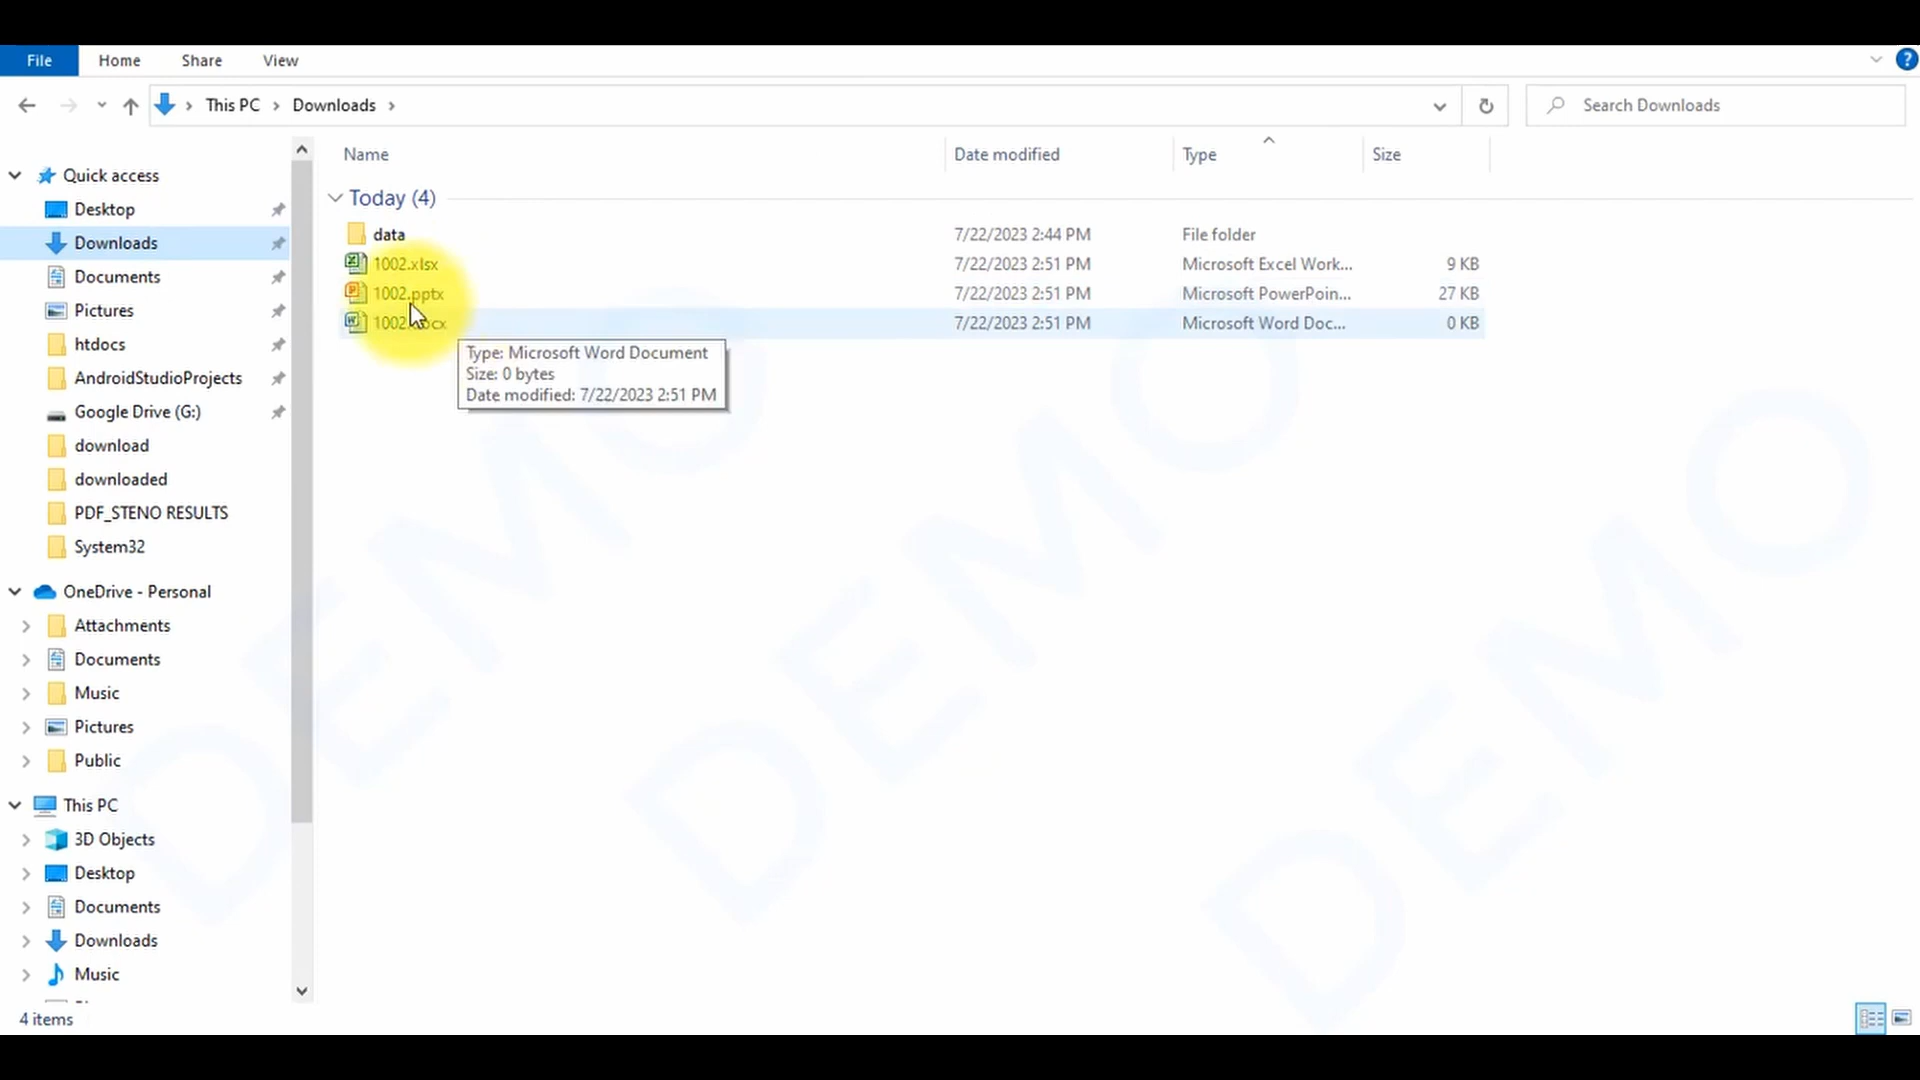 File Home Share View
This PC Downloads Search Downloads
Name Date modified Type Size
Today (4)
data 7/22/2023 2:44 PM File folder
1002.xlsx 7/22/2023 2:51 PM Microsoft Excel Work... 9 KB
1002.pptx 7/22/2023 2:51 PM Microsoft PowerPoin... 27 KB
1002.docx 7/22/2023 2:51 PM Microsoft Word Doc... 0 KB
Type: Microsoft Word Document
Size: 0 bytes
Date modified: 7/22/2023 2:51 PM
Quick access
Desktop
Downloads
Documents
Pictures
htdocs
AndroidStudioProjects
Google Drive (G:)
download
downloaded
PDF_STENO RESULTS
System32
OneDrive - Personal
Attachments
Documents
Music
Pictures
Public
This PC
3D Objects
Desktop
Documents
Downloads
Music
4 items
DEMO
DEMO
DEMO